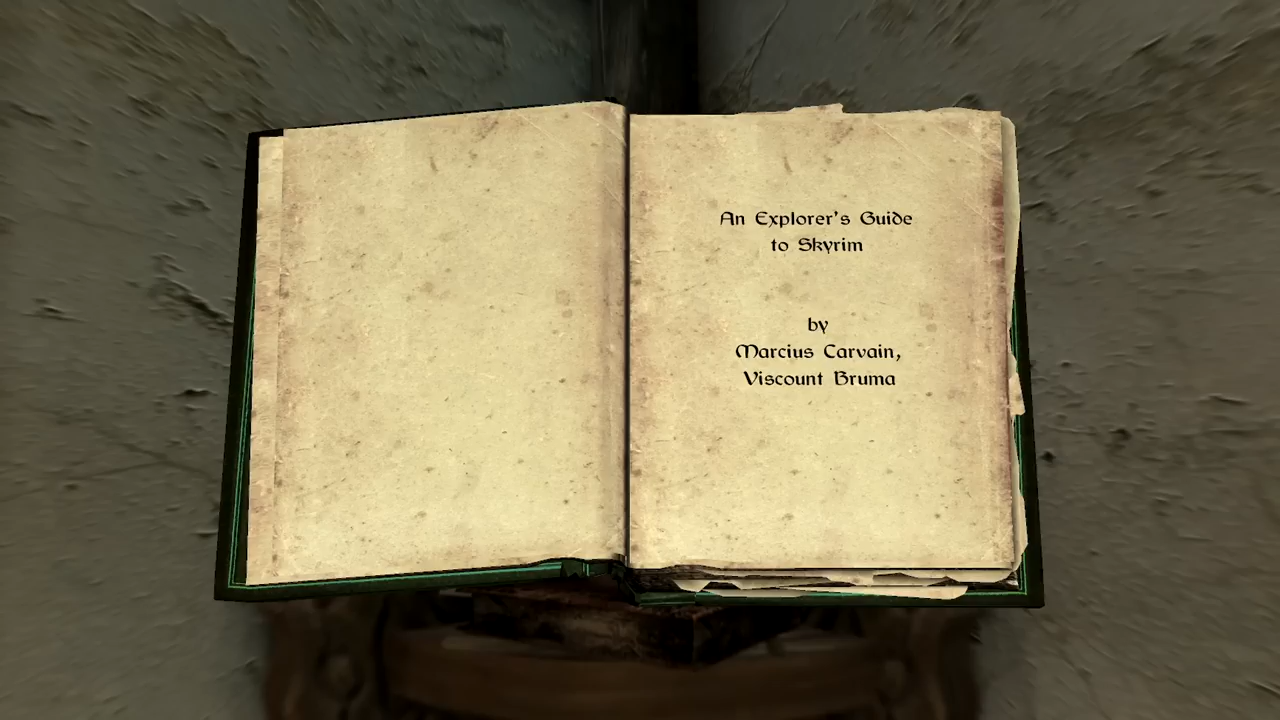 An Explorer's Guide
to Skyrim
by
Marcius Carvain,
Viscount Bruma